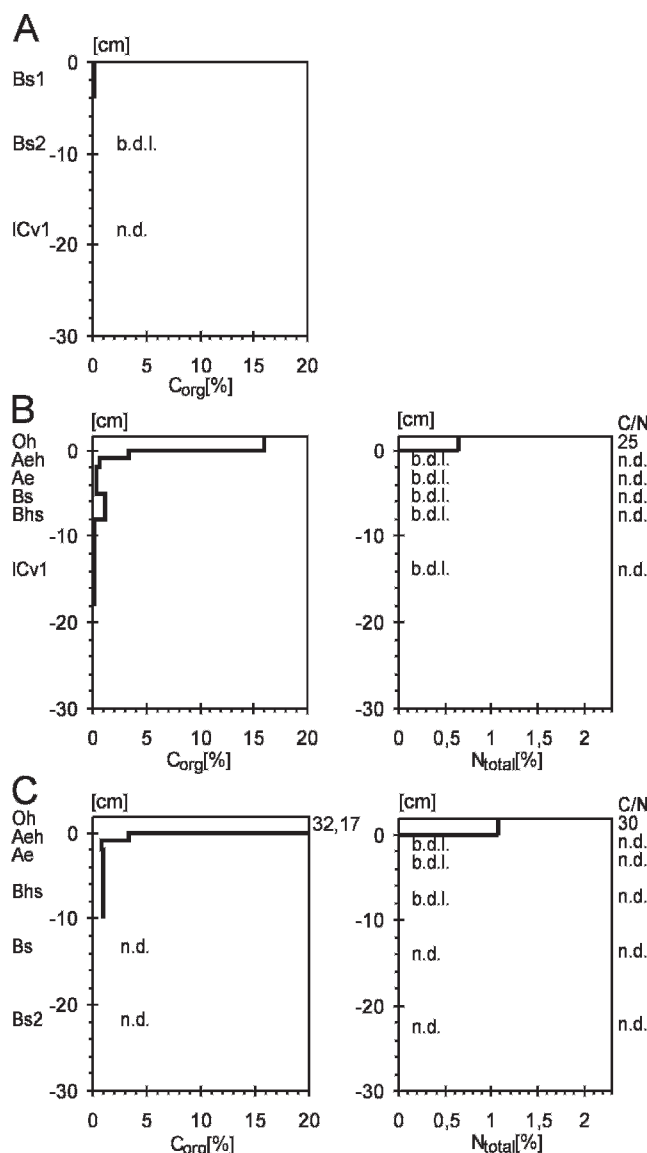 A
[cm]
0
Bs1
Bs2 -10 b.d.l.
lCv1 n.d.
-20
-30
0 5 10 15 20
Corg[%]
B
[cm] [cm] C/N
Oh 25
0 0
Aeh b.d.l. n.d.
Ae b.d.l. n.d.
Bs b.d.l. n.d.
Bhs b.d.l. n.d.
-10 -10
lCv1 b.d.l. n.d.
-20 -20
-30 -30
0 5 10 15 20 0 0,5 1 1,5 2
Corg[%] Ntotal[%]
C
[cm] [cm] C/N
Oh 32,17 30
0 0
Aeh b.d.l. n.d.
Ae b.d.l. n.d.
Bhs b.d.l. n.d.
-10 -10
Bs n.d. n.d. n.d.
-20 -20
Bs2 n.d. n.d. n.d.
-30 -30
0 5 10 15 20 0 0,5 1 1,5 2
Corg[%] Ntotal[%]